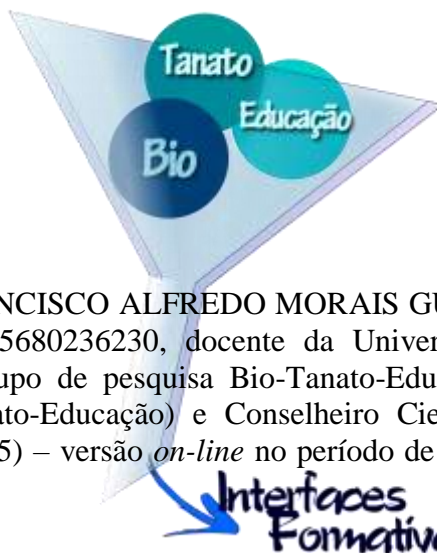 Tanato
Educação
Bio
ANCISCO ALFREDO MORAIS GU
5680236230, docente da Univer
upo de pesquisa Bio-Tanato-Edu
ato-Educação) e Conselheiro Cie
5) – versão on-line no período de
Interfaces
Formativ